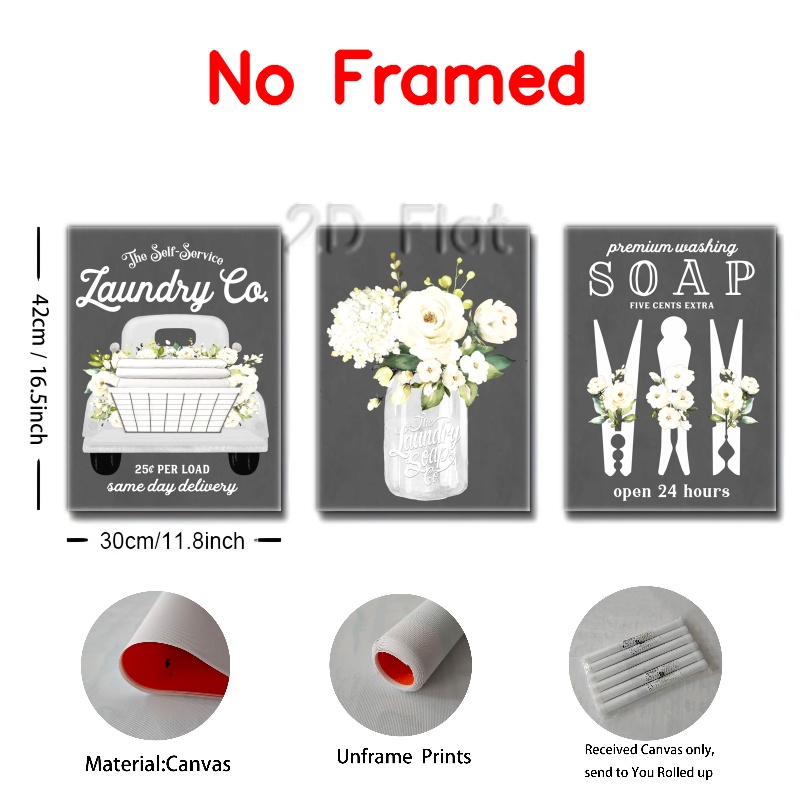 No Framed
2D Flat
The Self-Service
Laundry Co.
25¢ PER LOAD
same day delivery
The
Laundry
Soap
Co
premium washing
SOAP
FIVE CENTS EXTRA
open 24 hours
42cm / 16.5inch
30cm/11.8inch
Material:Canvas
Unframe Prints
Received Canvas only,
send to You Rolled up